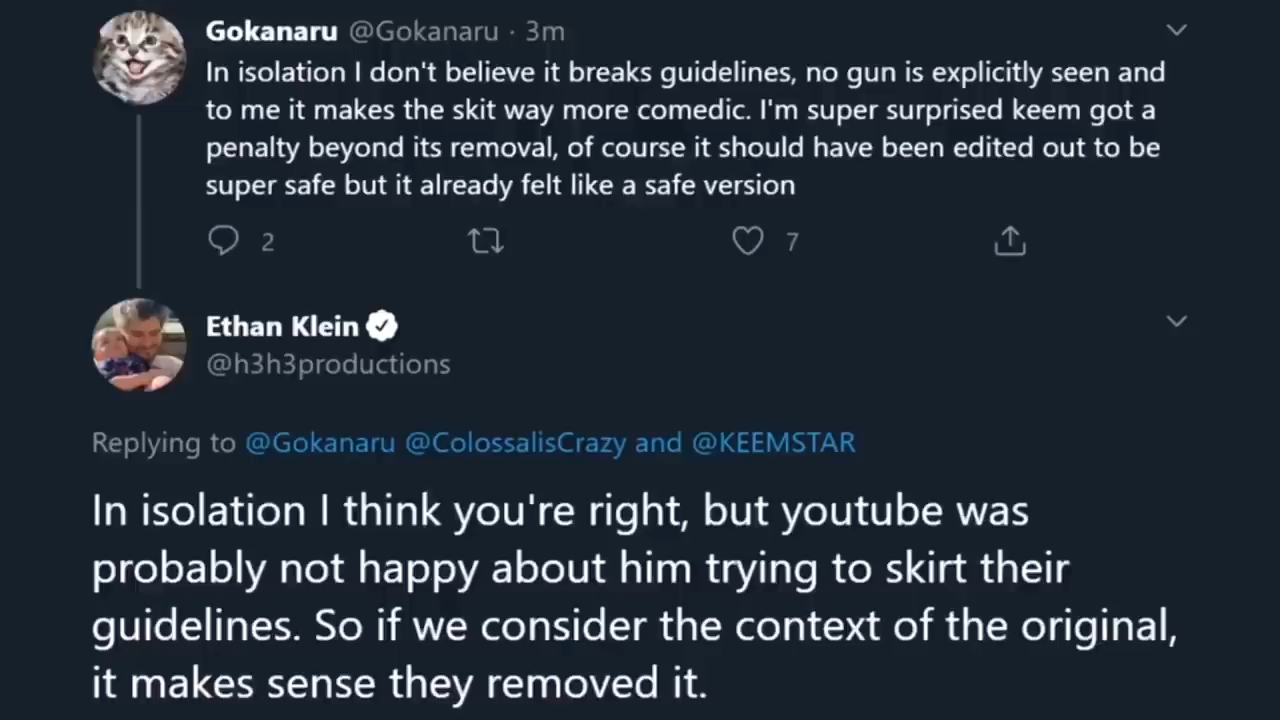 Gokanaru @Gokanaru · 3m
In isolation I don't believe it breaks guidelines, no gun is explicitly seen and
to me it makes the skit way more comedic. I'm super surprised keem got a
penalty beyond its removal, of course it should have been edited out to be
super safe but it already felt like a safe version
2 7
Ethan Klein
@h3h3productions
Replying to @Gokanaru @ColossalisCrazy and @KEEMSTAR
In isolation I think you're right, but youtube was
probably not happy about him trying to skirt their
guidelines. So if we consider the context of the original,
it makes sense they removed it.